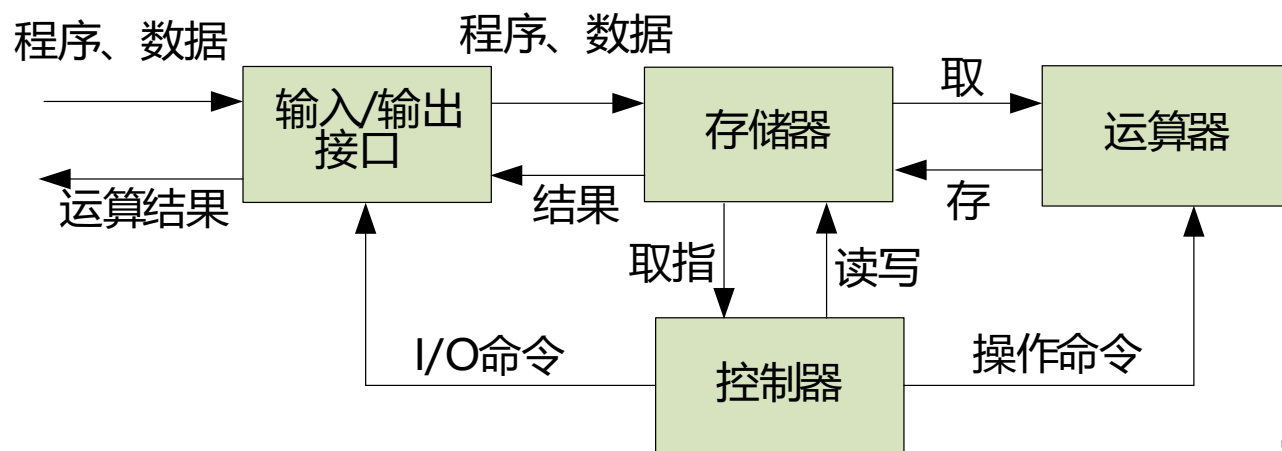 程序、数据
程序、数据
取
输入/输出
接口
存储器
运算器
运算结果
结果
存
取指
读写
I/O命令
控制器
操作命令